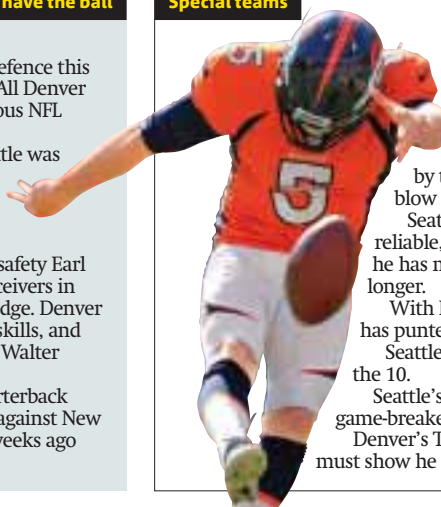 have the ball
efence this
All Denver
ous NFL
tle was
safety Earl
ceivers in
dge. Denver
skills, and
Walter
rterback
against New
weeks ago
Special teams
5
5
by t
blow
Seat
reliable,
he has n
longer.
With
has punte
Seattle
the 10.
Seattle's
game-breake
Denver's T
must show he